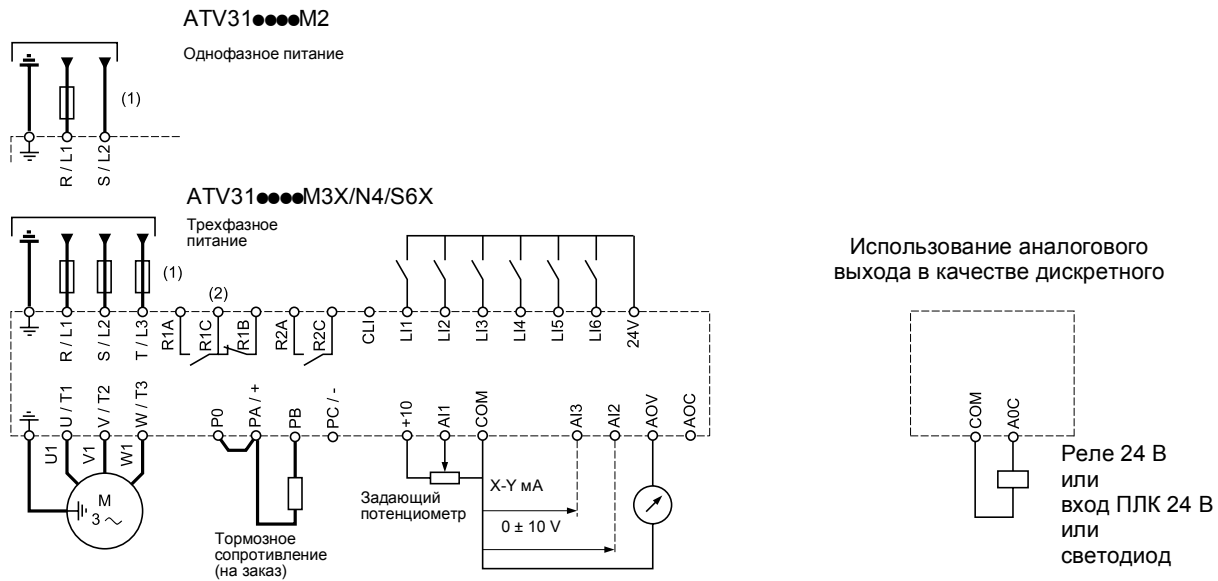 ATV31●●●●M2
Однофазное питание
(1)
R / L1
S / L2
ATV31●●●●M3X/N4/S6X
Трехфазное
питание
(1)
(2)
R / L1
S / L2
T / L3
R1A
R1C
R1B
R2A
R2C
CLI
LI1
LI2
LI3
LI4
LI5
LI6
24V
U / T1
V / T2
W / T3
P0
PA / +
PB
PC / -
+10
AI1
COM
AI3
AI2
AOV
AOC
U1
V1
W1
M
3 ~
Тормозное
сопротивление
(на заказ)
Задающий
потенциометр
X-Y мА
0 ± 10 V
Использование аналогового
выхода в качестве дискретного
COM
A0C
Реле 24 В
или
вход ПЛК 24 В
или
светодиод